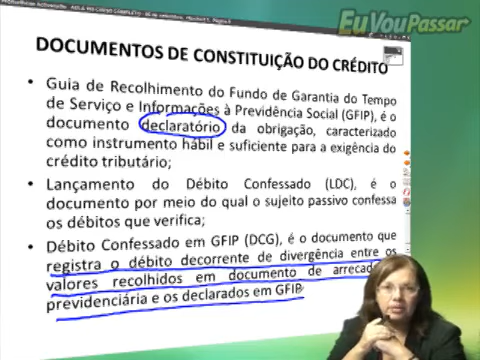 EuVouPassar
DOCUMENTOS DE CONSTITUIÇÃO DO CRÉDITO
• Guia de Recolhimento do Fundo de Garantia do Tempo
de Serviço e Informações à Previdência Social (GFIP), é o
documento declaratório da obrigação, caracterizado
como instrumento hábil e suficiente para a exigência do
crédito tributário;
• Lançamento do Débito Confessado (LDC), é o
documento por meio do qual o sujeito passivo confessa
os débitos que verifica;
• Débito Confessado em GFIP (DCG), é o documento que
registra o débito decorrente de divergência entre os
valores recolhidos em documento de
previdenciária e os declarados em GFIP